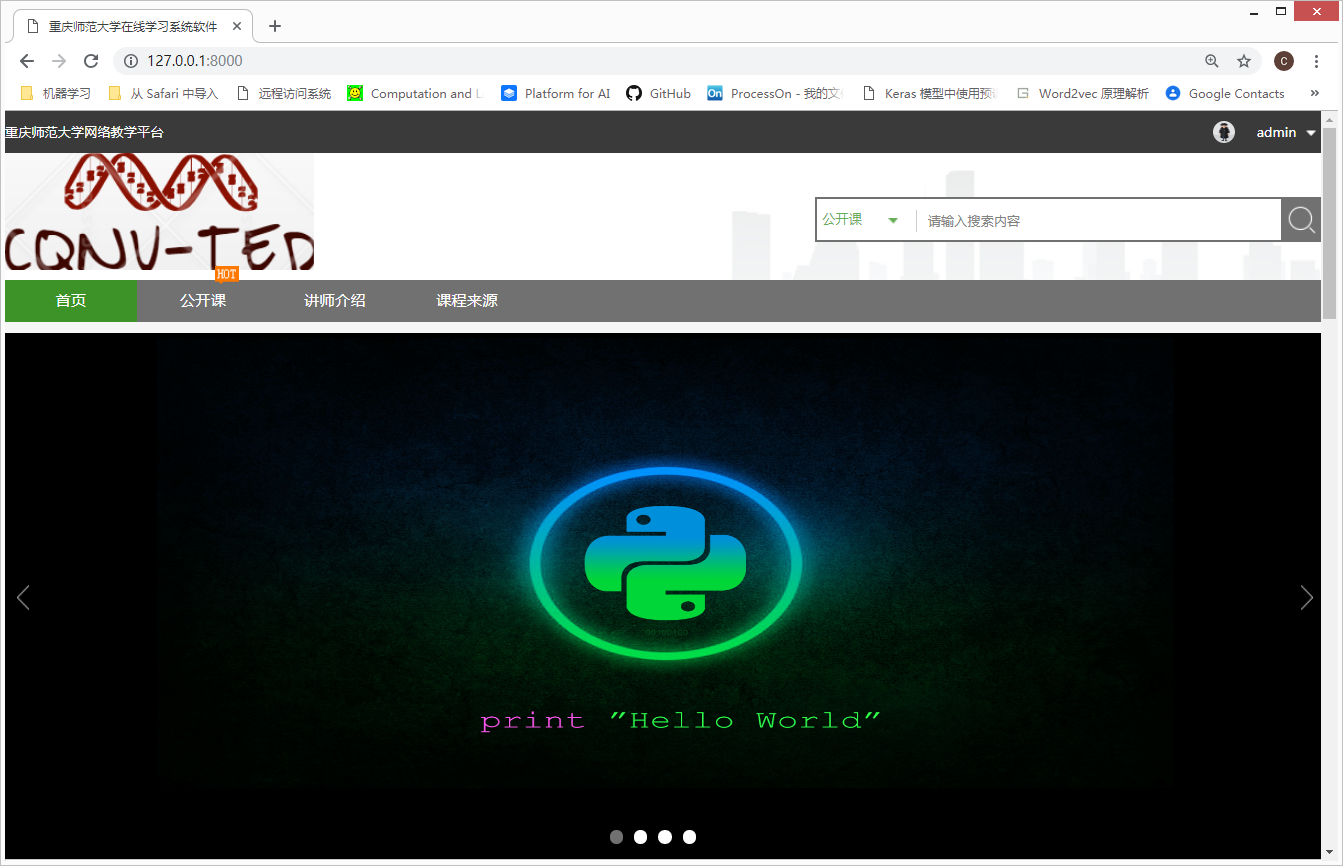 重庆师范大学在线学习系统软件
127.0.0.1:8000
C
机器学习 从 Safari 中导入 远程访问系统 Computation and L Platform for AI GitHub On ProcessOn - 我的文 Keras 模型中使用预 Word2vec 原理解析 Google Contacts »
重庆师范大学网络教学平台 admin
CQNV-TED
公开课 请输入搜索内容
HOT
首页 公开课 讲师介绍 课程来源
print "Hello World"